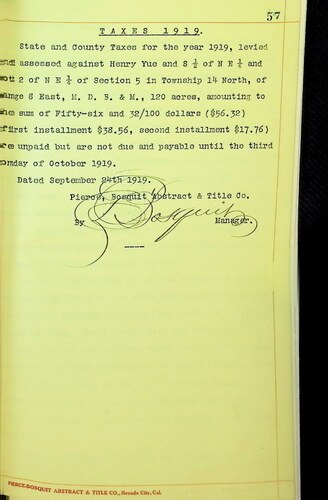 57
TAXES 1919.
State and County Taxes for the year 1919, levied
assessed against Henry Yue and S ½ of N E ¼ and
2 of N E ¼ of Section 5 in Township 14 North, of
ange 8 East, M. D. B. & M., 120 acres, amounting to
sum of Fifty-six and 32/100 dollars ($56.32)
first installment $38.56, second installment $17.76)
are unpaid but are not due and payable until the third
nday of October 1919.
Dated September 24th 1919.
Pierce, Bosquit Abstract & Title Co.
By Bosquit Manager.
PIERCE-BOSQUIT ABSTRACT & TITLE CO., Nevada City, Cal.